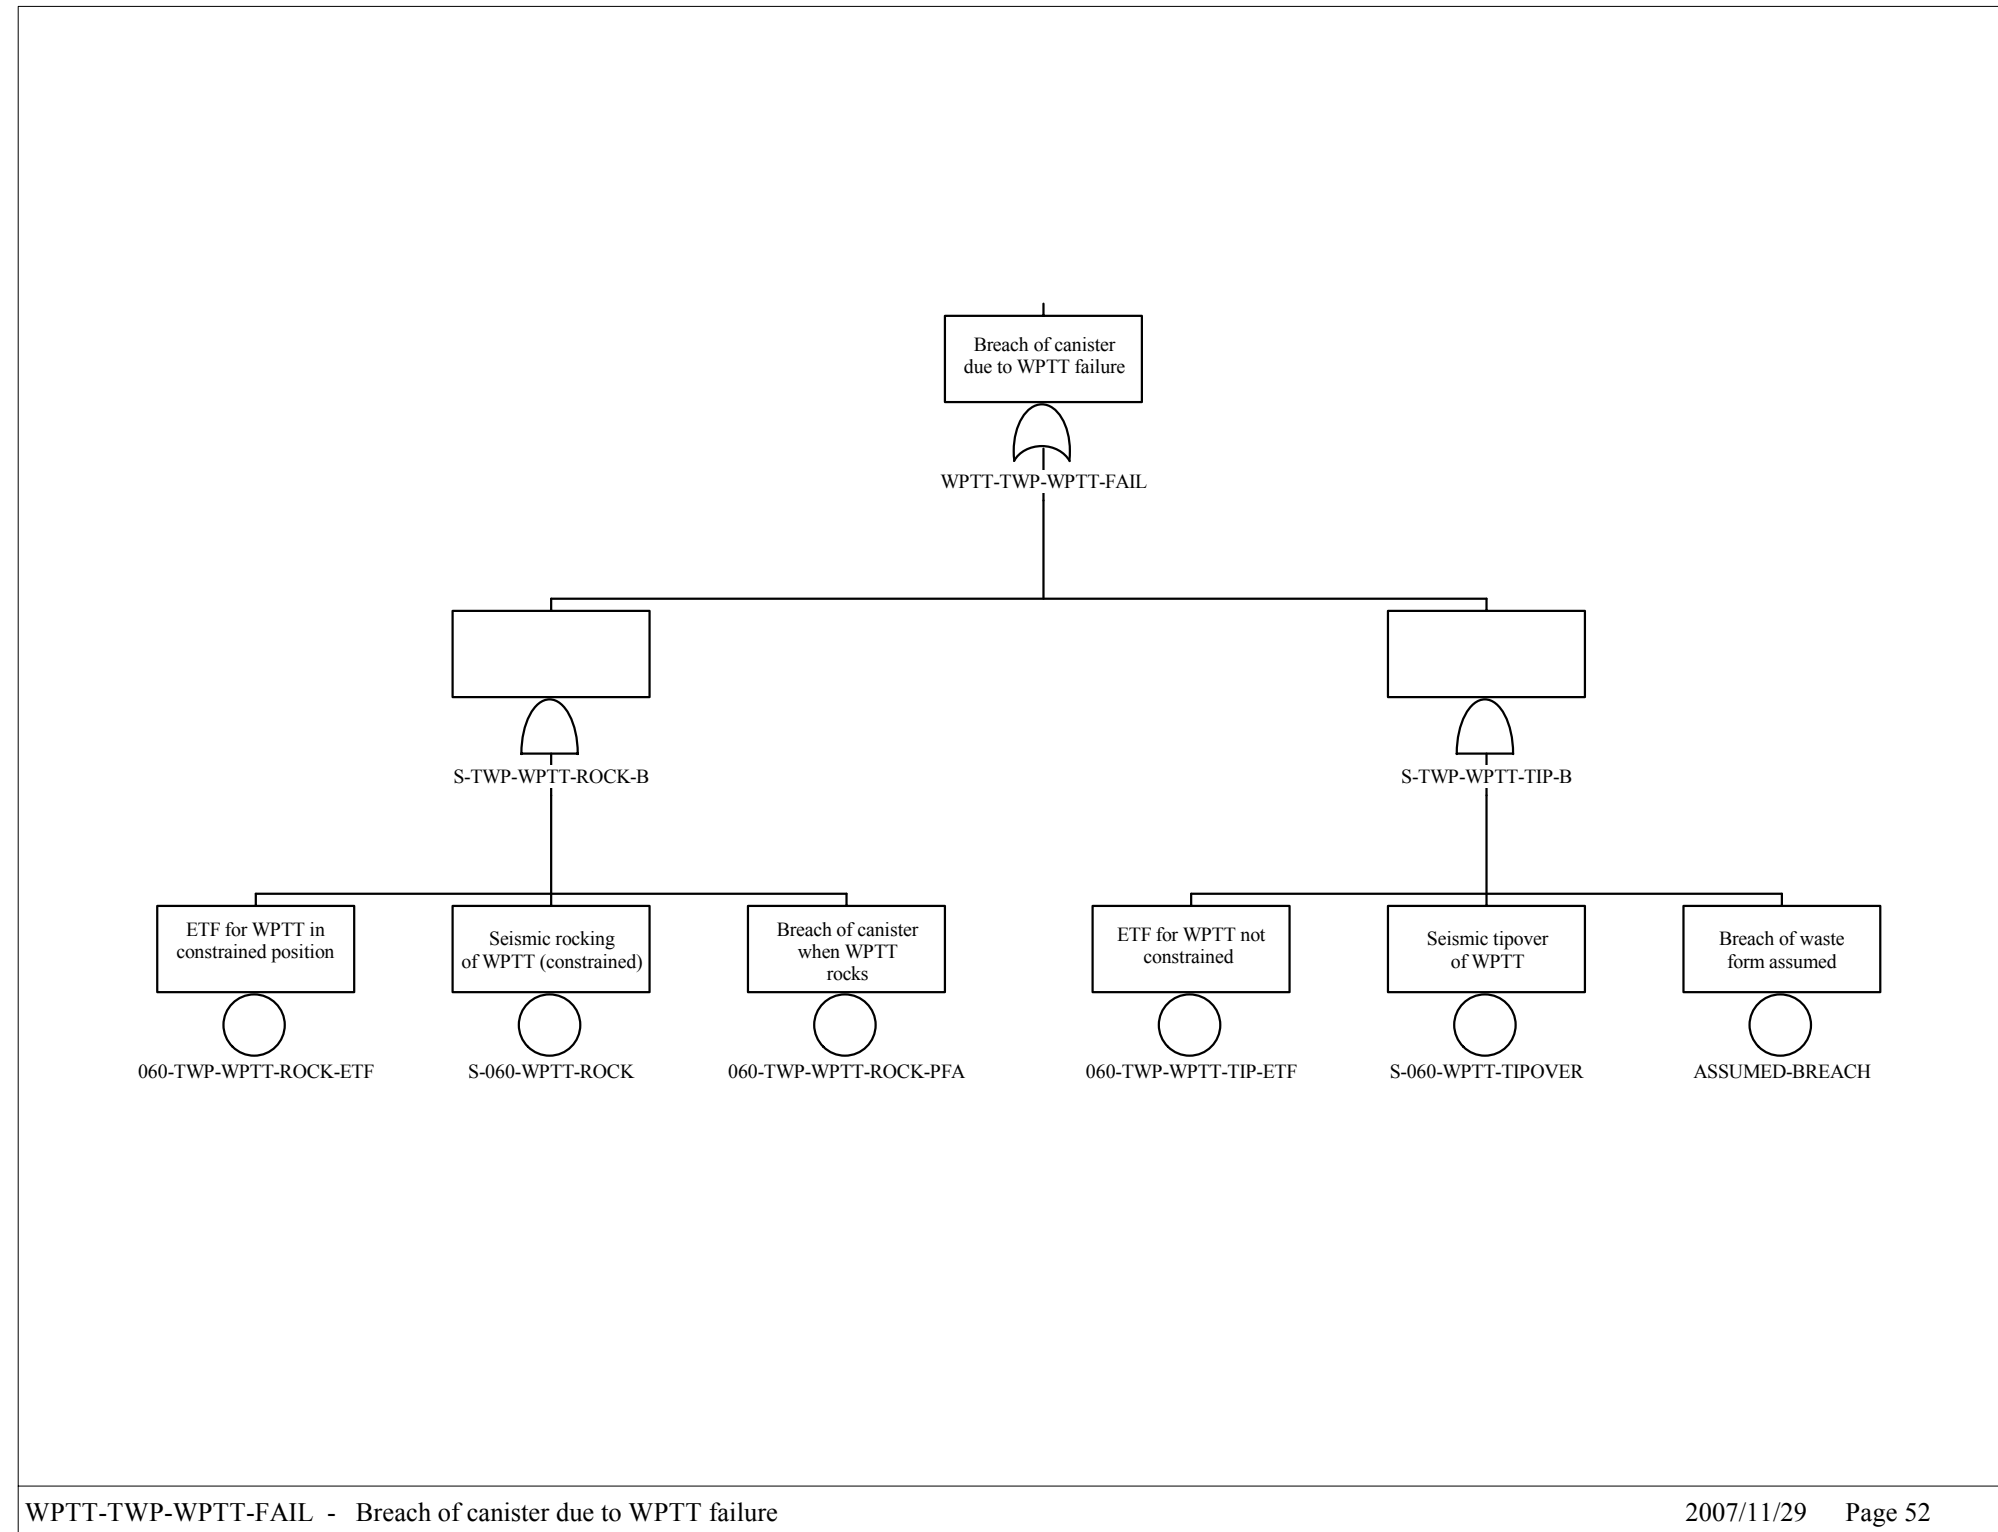 Breach of canister
due to WPTT failure
WPTT-TWP-WPTT-FAIL
S-TWP-WPTT-ROCK-B
S-TWP-WPTT-TIP-B
ETF for WPTT in
constrained position
060-TWP-WPTT-ROCK-ETF
Seismic rocking
of WPTT (constrained)
S-060-WPTT-ROCK
Breach of canister
when WPTT
rocks
060-TWP-WPTT-ROCK-PFA
ETF for WPTT not
constrained
060-TWP-WPTT-TIP-ETF
Seismic tipover
of WPTT
S-060-WPTT-TIPOVER
Breach of waste
form assumed
ASSUMED-BREACH
WPTT-TWP-WPTT-FAIL - Breach of canister due to WPTT failure
2007/11/29 Page 52